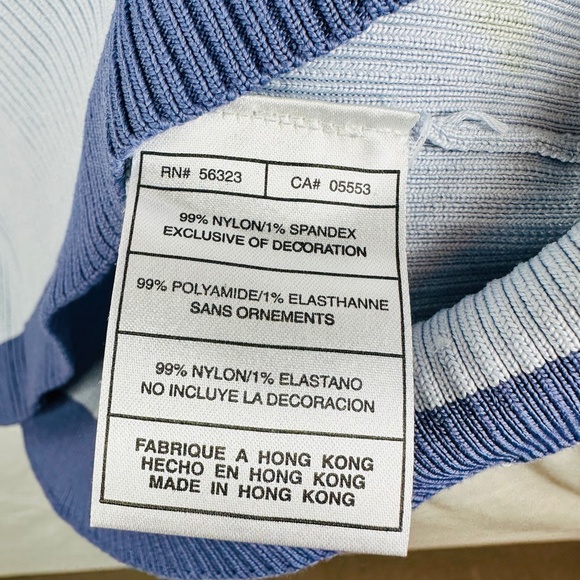 RN# 56323 CA# 05553
99% NYLON/1% SPANDEX
EXCLUSIVE OF DECORATION
99% POLYAMIDE/1% ELASTHANNE
SANS ORNEMENTS
99% NYLON/1% ELASTANO
NO INCLUYE LA DECORACION
FABRIQUE A HONG KONG
HECHO EN HONG KONG
MADE IN HONG KONG